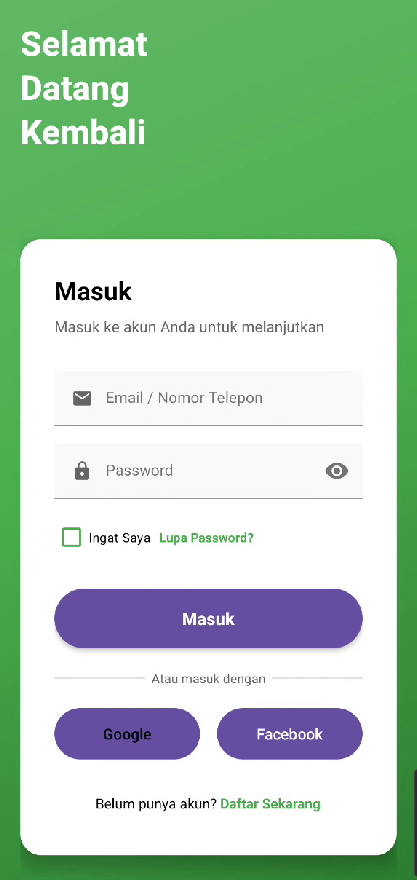 Selamat
Datang
Kembali
Masuk
Masuk ke akun Anda untuk melanjutkan
Email / Nomor Telepon
Password
Ingat Saya Lupa Password?
Masuk
Atau masuk dengan
Google Facebook
Belum punya akun? Daftar Sekarang